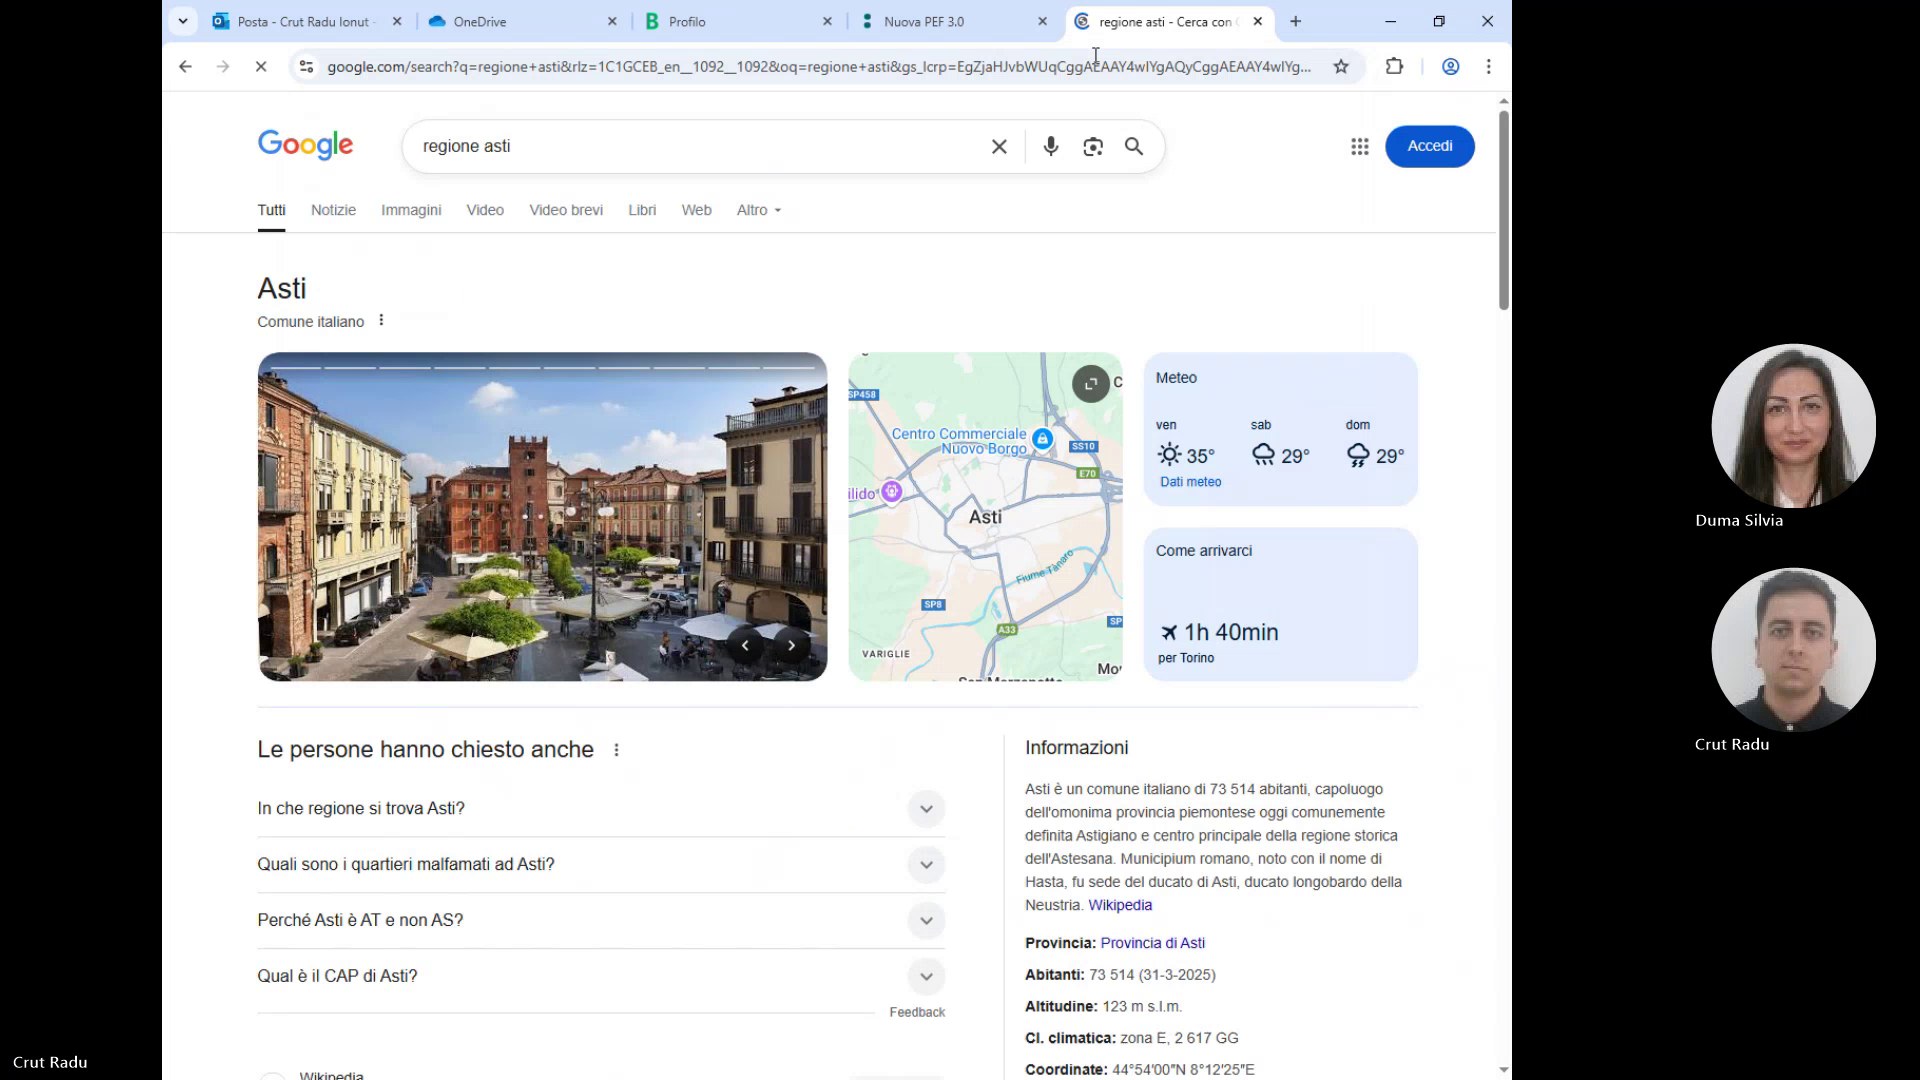 Posta - Crut Radu Ionut -
OneDrive
Profilo
Nuova PEF 3.0
regione asti - Cerca con G
google.com/search?q=regione+asti&rlz=1C1GCEB_en__1092__1092&oq=regione+asti&gs_lcrp=EgZjaHJvbWUqCggAEAAY4wIYgAQyCggAEAAY4wIYg...
Google
regione asti
Accedi
Tutti
Notizie
Immagini
Video
Video brevi
Libri
Web
Altro
Asti
Comune italiano
SP458
C
Centro Commerciale
Nuovo Borgo
SS10
E70
ilido
Asti
Fiume Tanaro
SP8
SP
A33
VARIGLIE
Mo
San Marzanotto
Meteo
ven
sab
dom
35°
29°
29°
Dati meteo
Come arrivarci
1h 40min
per Torino
Le persone hanno chiesto anche
In che regione si trova Asti?
Quali sono i quartieri malfamati ad Asti?
Perché Asti è AT e non AS?
Qual è il CAP di Asti?
Feedback
Wikipedia
Informazioni
Asti è un comune italiano di 73 514 abitanti, capoluogo
dell'omonima provincia piemontese oggi comunemente
definita Astigiano e centro principale della regione storica
dell'Astesana. Municipium romano, noto con il nome di
Hasta, fu sede del ducato di Asti, ducato longobardo della
Neustria. Wikipedia
Provincia: Provincia di Asti
Abitanti: 73 514 (31-3-2025)
Altitudine: 123 m s.l.m.
Cl. climatica: zona E, 2 617 GG
Coordinate: 44°54′00″N 8°12′25″E
Duma Silvia
Crut Radu
Crut Radu